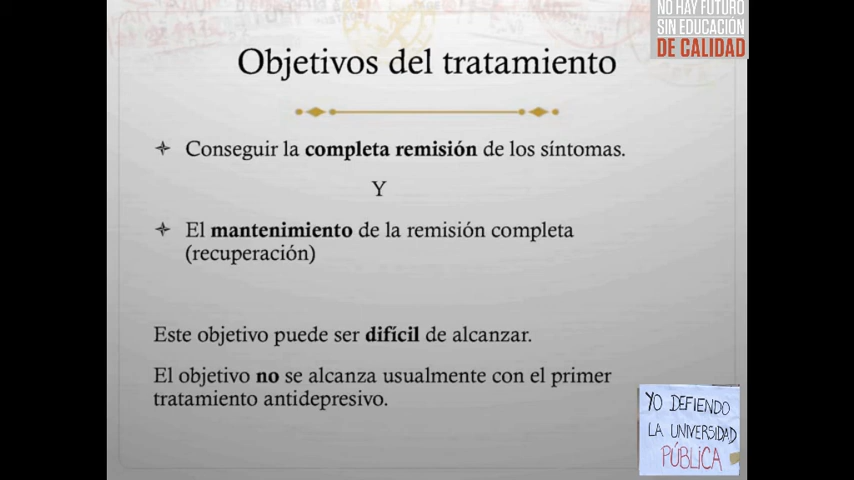 NO HAY FUTURO
SIN EDUCACIÓN
DE CALIDAD
Objetivos del tratamiento
Conseguir la completa remisión de los síntomas.
Y
El mantenimiento de la remisión completa
(recuperación)
Este objetivo puede ser difícil de alcanzar.
El objetivo no se alcanza usualmente con el primer
tratamiento antidepresivo.
YO DEFIENDO
LA UNIVERSIDAD
PÚBLICA